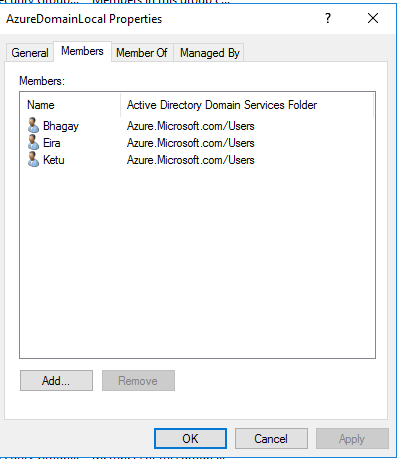 AzureDomainLocal Properties
?
General Members Member Of Managed By
Members:
Name Active Directory Domain Services Folder
Bhagay Azure.Microsoft.com/Users
Eira Azure.Microsoft.com/Users
Ketu Azure.Microsoft.com/Users
Add... Remove
OK Cancel Apply